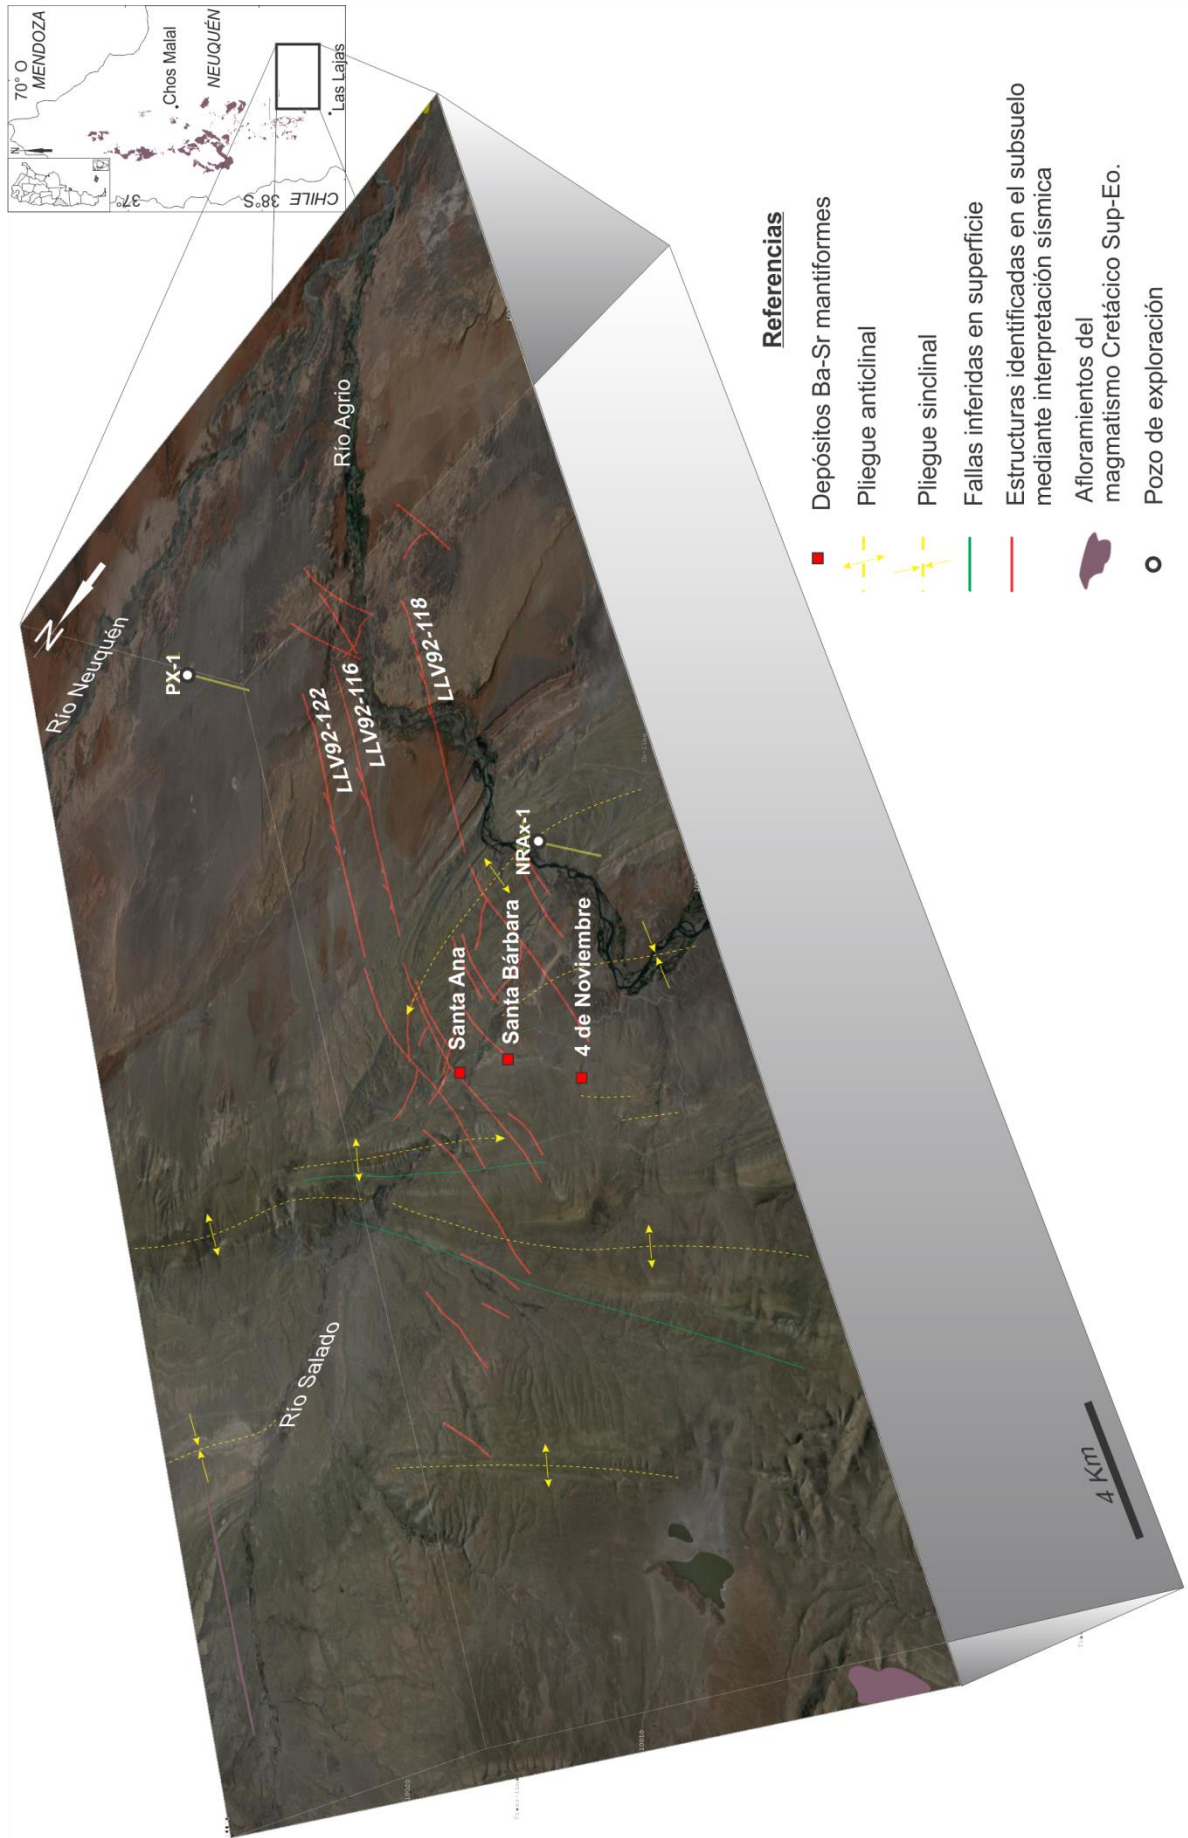 70° O
MENDOZA
N
Chos Malal
NEUQUÉN
37°
38°S
CHILE
Las Lajas
N
Río Neuquén
PX-1
Río Agrio
LLV92-122
LLV92-116
LLV92-118
NRAx-1
Santa Ana
Santa Bárbara
4 de Noviembre
Río Salado
4 Km
Referencias
Depósitos Ba-Sr mantiformes
Pliegue anticlinal
Pliegue sinclinal
Fallas inferidas en superficie
Estructuras identificadas en el subsuelo
mediante interpretación sísmica
Afloramientos del
magmatismo Cretácico Sup-Eo.
Pozo de exploración